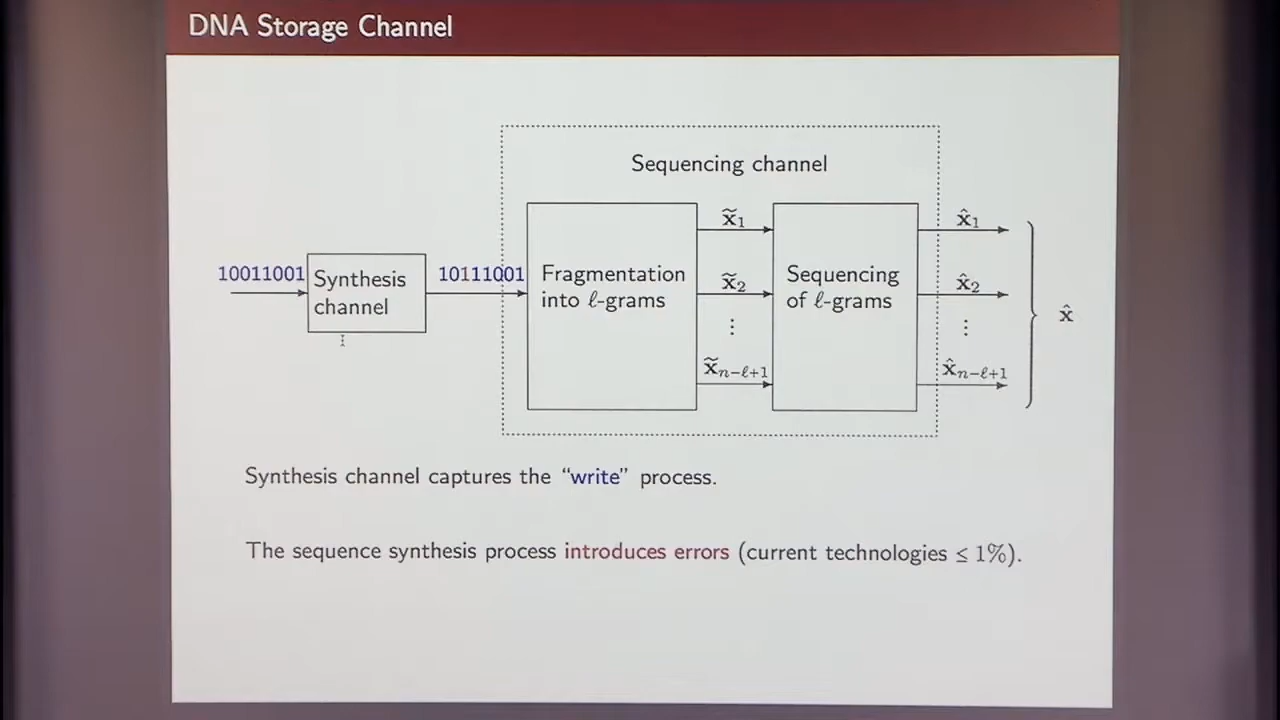 DNA Storage Channel
Sequencing channel
10011001
Synthesis
channel
10111001
Fragmentation
into ℓ-grams
x̃₁
x̃₂
⋮
x̃ₙ₋ℓ₊₁
Sequencing
of ℓ-grams
x̂₁
x̂₂
⋮
x̂ₙ₋ℓ₊₁
x̂
Synthesis channel captures the “write” process.
The sequence synthesis process introduces errors (current technologies ≤ 1%).